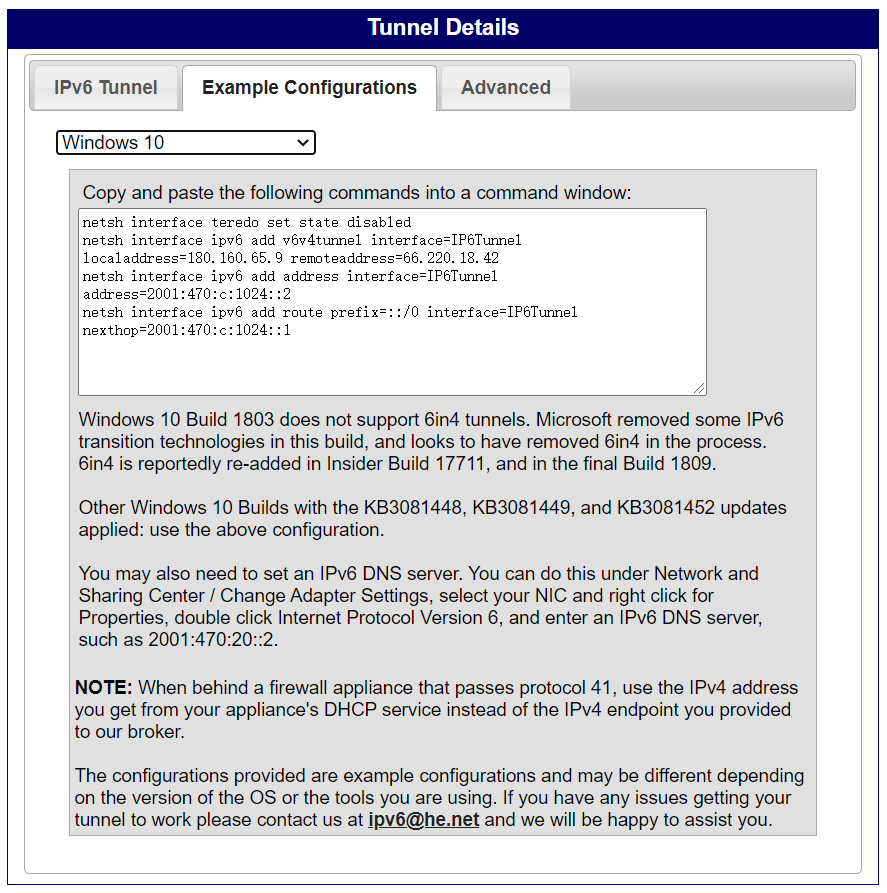 Tunnel Details
IPv6 Tunnel
Example Configurations
Advanced
Windows 10
Copy and paste the following commands into a command window:
netsh interface teredo set state disabled
netsh interface ipv6 add v6v4tunnel interface=IP6Tunnel
localaddress=180.160.65.9 remoteaddress=66.220.18.42
netsh interface ipv6 add address interface=IP6Tunnel
address=2001:470:c:1024::2
netsh interface ipv6 add route prefix=::/0 interface=IP6Tunnel
nexthop=2001:470:c:1024::1
Windows 10 Build 1803 does not support 6in4 tunnels. Microsoft removed some IPv6
transition technologies in this build, and looks to have removed 6in4 in the process.
6in4 is reportedly re-added in Insider Build 17711, and in the final Build 1809.
Other Windows 10 Builds with the KB3081448, KB3081449, and KB3081452 updates
applied: use the above configuration.
You may also need to set an IPv6 DNS server. You can do this under Network and
Sharing Center / Change Adapter Settings, select your NIC and right click for
Properties, double click Internet Protocol Version 6, and enter an IPv6 DNS server,
such as 2001:470:20::2.
NOTE: When behind a firewall appliance that passes protocol 41, use the IPv4 address
you get from your appliance's DHCP service instead of the IPv4 endpoint you provided
to our broker.
The configurations provided are example configurations and may be different depending
on the version of the OS or the tools you are using. If you have any issues getting your
tunnel to work please contact us at ipv6@he.net and we will be happy to assist you.